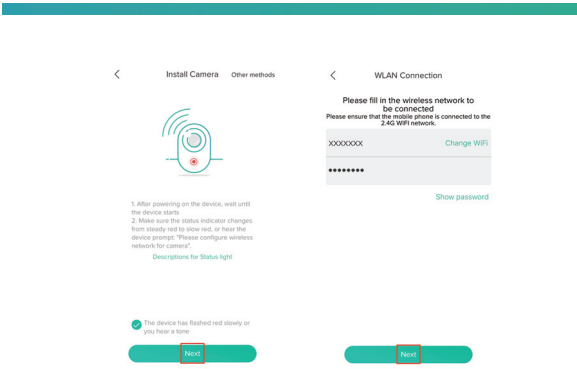 Install Camera
Other methods
1. After powering on the device, wait until
the device starts
2. Make sure the status indicator changes
from steady red to slow red, or hear the
device prompt: "Please configure wireless
network for camera".
Descriptions for Status light
The device has flashed red slowly or
you hear a tone
Next
WLAN Connection
Please fill in the wireless network to
be connected
Please ensure that the mobile phone is connected to the
2.4G WIFI network.
XXXXXXX
Change WiFi
●●●●●●●●
Show password
Next